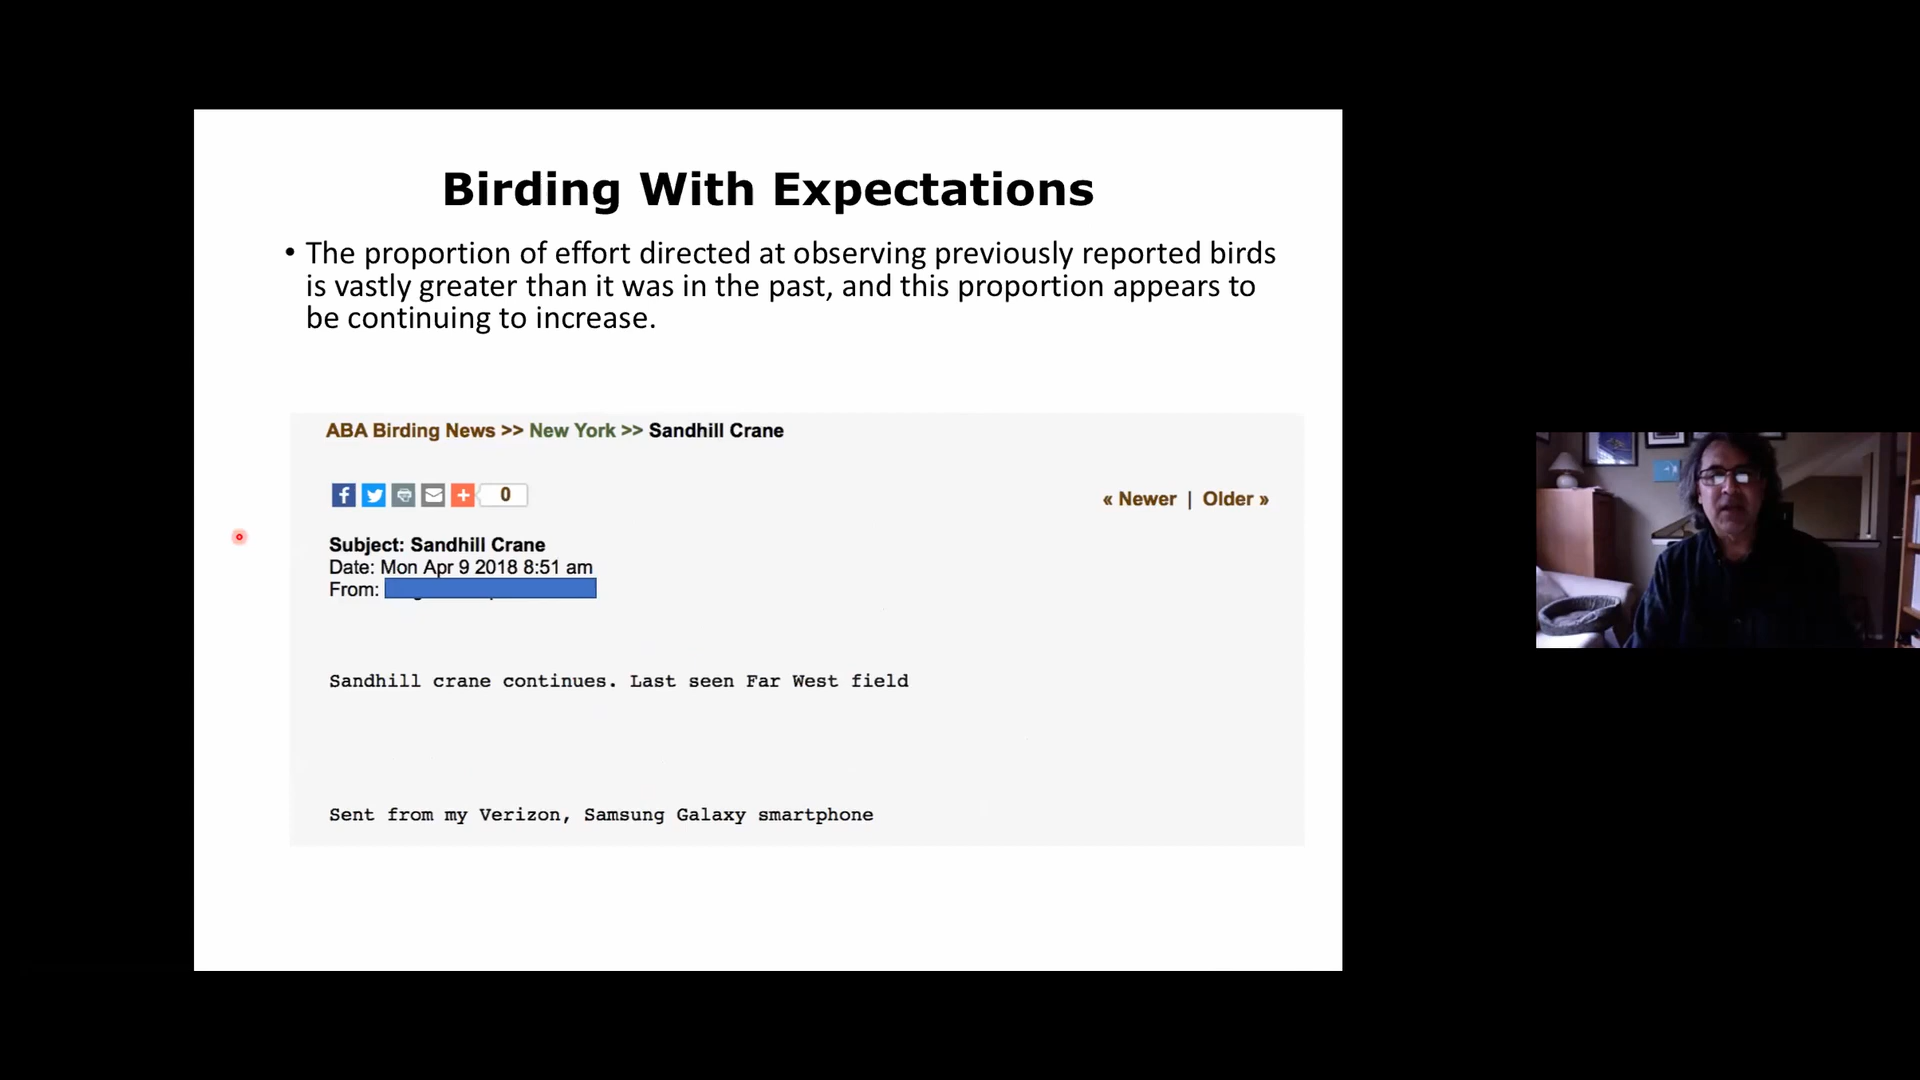 Birding With Expectations
• The proportion of effort directed at observing previously reported birds
is vastly greater than it was in the past, and this proportion appears to
be continuing to increase.
ABA Birding News >> New York >> Sandhill Crane
0
« Newer | Older »
Subject: Sandhill Crane
Date: Mon Apr 9 2018 8:51 am
From:
Sandhill crane continues. Last seen Far West field
Sent from my Verizon, Samsung Galaxy smartphone